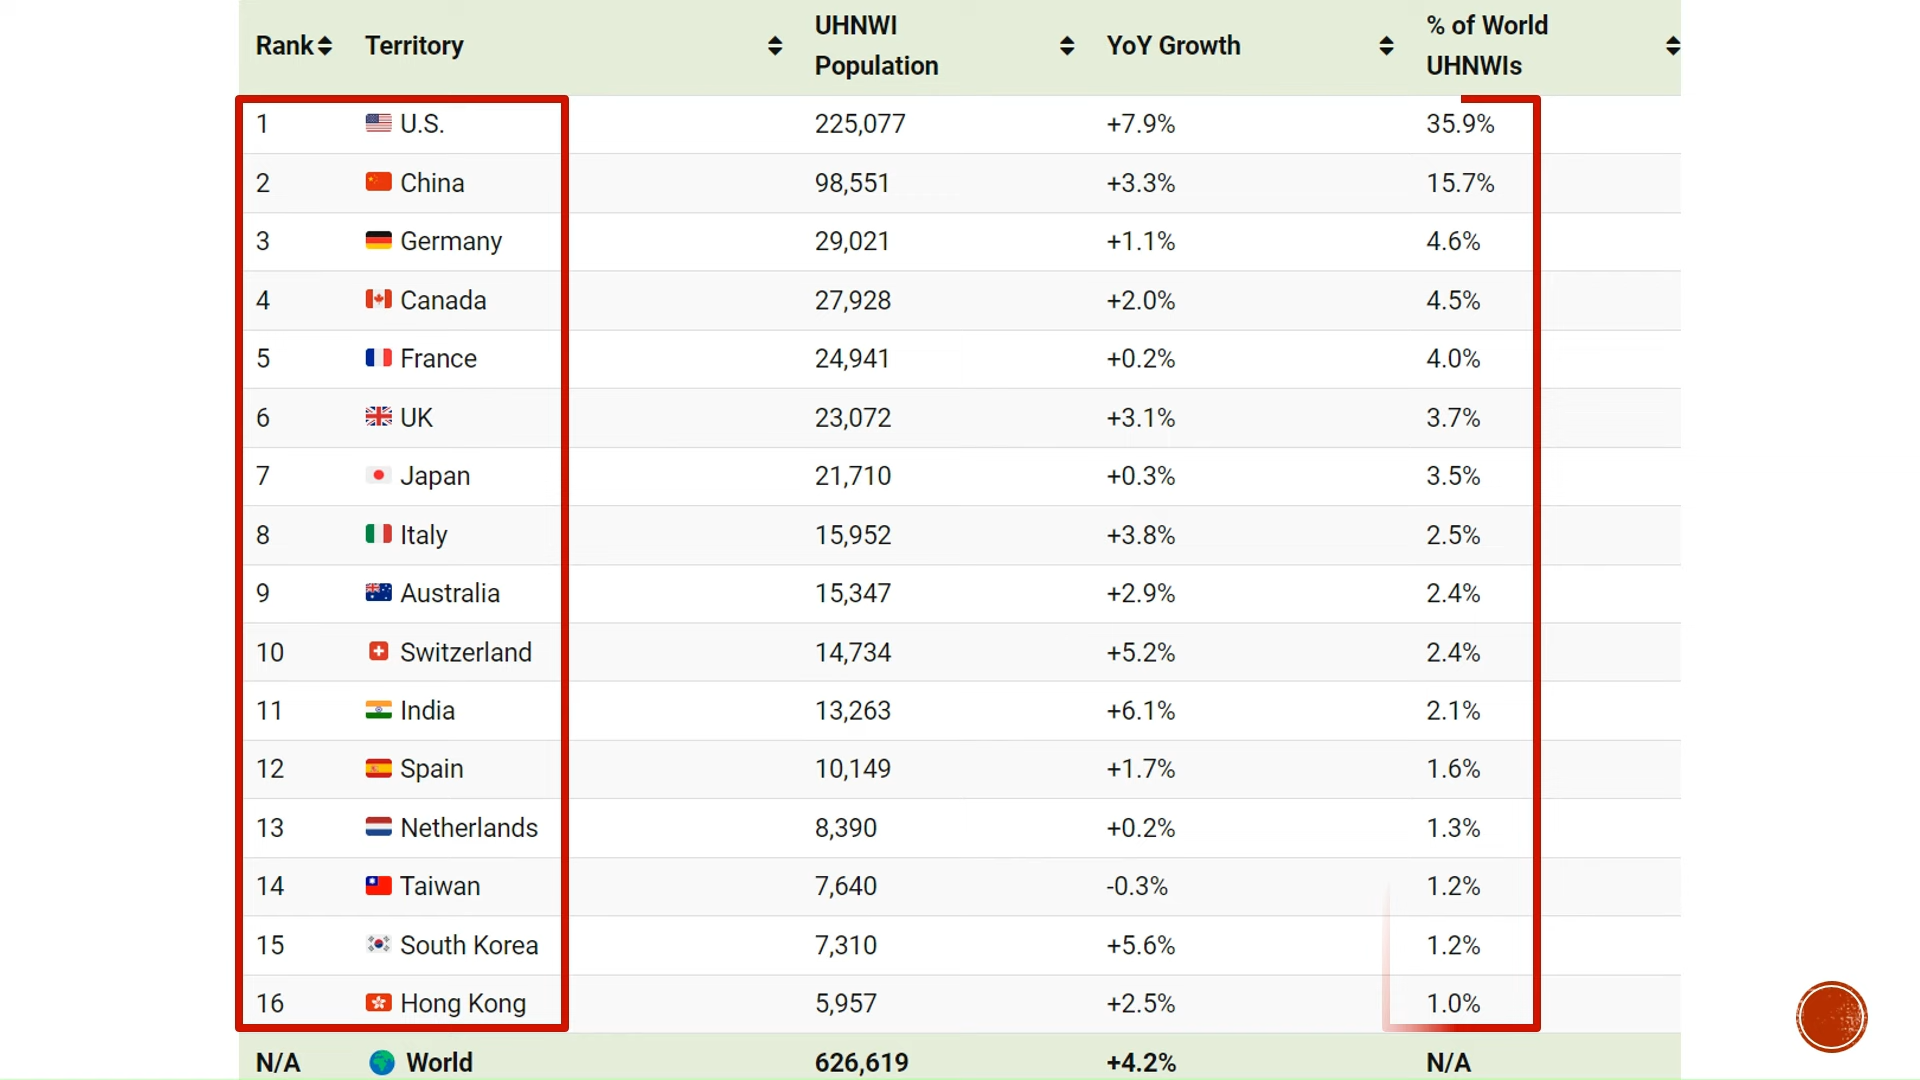 Rank Territory UHNWI Population YoY Growth % of World UHNWIs
1 U.S. 225,077 +7.9% 35.9%
2 China 98,551 +3.3% 15.7%
3 Germany 29,021 +1.1% 4.6%
4 Canada 27,928 +2.0% 4.5%
5 France 24,941 +0.2% 4.0%
6 UK 23,072 +3.1% 3.7%
7 Japan 21,710 +0.3% 3.5%
8 Italy 15,952 +3.8% 2.5%
9 Australia 15,347 +2.9% 2.4%
10 Switzerland 14,734 +5.2% 2.4%
11 India 13,263 +6.1% 2.1%
12 Spain 10,149 +1.7% 1.6%
13 Netherlands 8,390 +0.2% 1.3%
14 Taiwan 7,640 -0.3% 1.2%
15 South Korea 7,310 +5.6% 1.2%
16 Hong Kong 5,957 +2.5% 1.0%
N/A World 626,619 +4.2% N/A